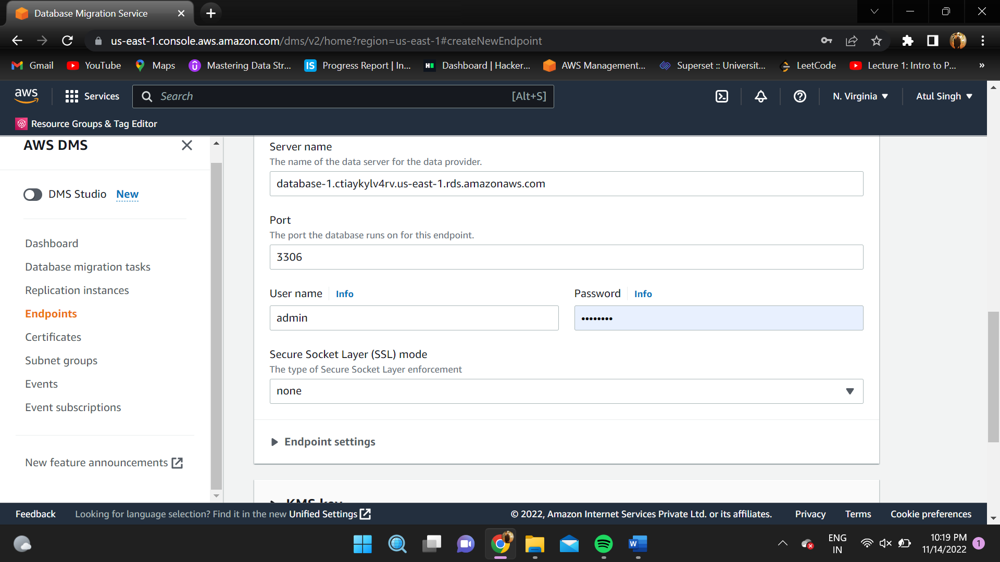 Database Migration Service
us-east-1.console.aws.amazon.com/dms/v2/home?region=us-east-1#createNewEndpoint
Gmail YouTube Maps Mastering Data Str... IS Progress Report | In... Dashboard | Hacker... AWS Management... Superset :: Universit... LeetCode Lecture 1: Intro to P... »
aws Services Search [Alt+S] N. Virginia Atul Singh
Resource Groups & Tag Editor
AWS DMS
DMS Studio New
Dashboard
Database migration tasks
Replication instances
Endpoints
Certificates
Subnet groups
Events
Event subscriptions
New feature announcements
Server name
The name of the data server for the data provider.
database-1.ctiaykylv4rv.us-east-1.rds.amazonaws.com
Port
The port the database runs on for this endpoint.
3306
User name Info Password Info
admin ••••••••
Secure Socket Layer (SSL) mode
The type of Secure Socket Layer enforcement
none
Endpoint settings
KMS key
Feedback Looking for language selection? Find it in the new Unified Settings © 2022, Amazon Internet Services Private Ltd. or its affiliates. Privacy Terms Cookie preferences
ENG
IN
10:19 PM
11/14/2022
1